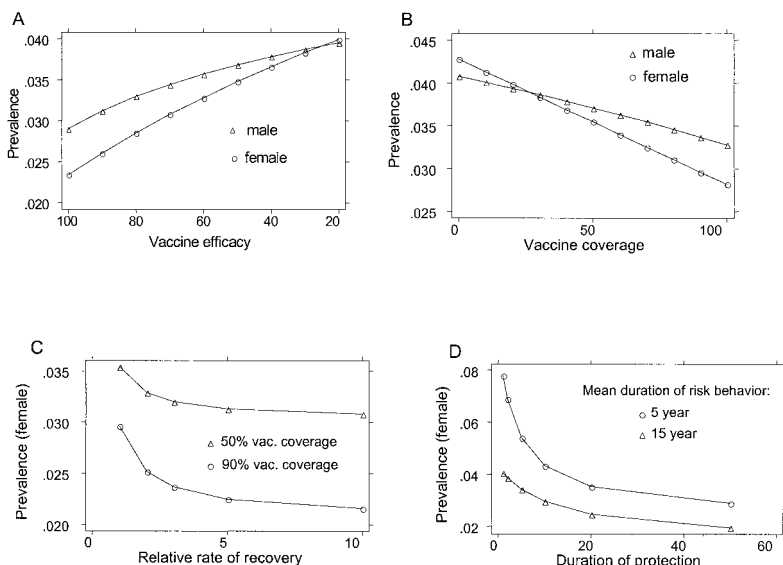 A
.040
.035
.030
.025
.020
Prevalence
male
female
100
80
60
40
20
Vaccine efficacy
B
.045
.040
.035
.030
.025
Prevalence
male
female
0
50
100
Vaccine coverage
C
.035
.030
.025
.020
Prevalence (female)
50% vac. coverage
90% vac. coverage
0
5
10
Relative rate of recovery
D
.08
.06
.04
.02
Prevalence (female)
Mean duration of risk behavior:
5 year
15 year
0
20
40
60
Duration of protection